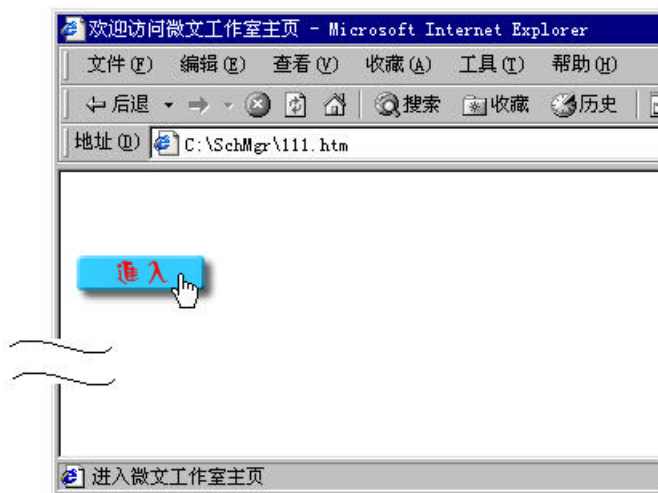 欢迎访问微文工作室主页 - Microsoft Internet Explorer
文件(F) 编辑(E) 查看(V) 收藏(A) 工具(T) 帮助(H)
后退 搜索 收藏 历史
地址(D) C:\SchMgr\111.htm
進入
进入微文工作室主页